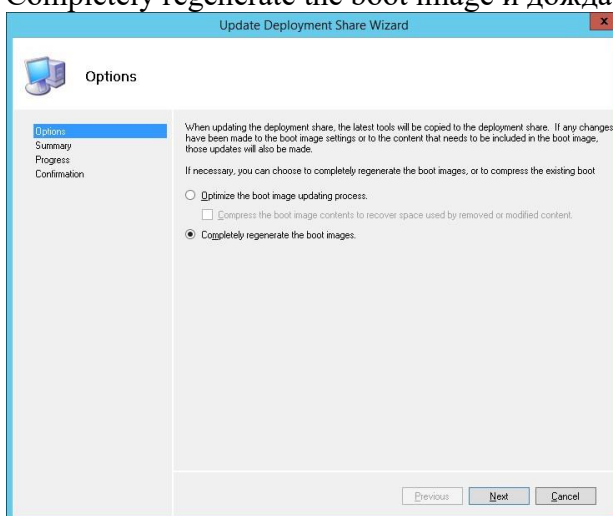 Completely regenerate the boot image и дожда
Update Deployment Share Wizard
x
Options
Options
Summary
Progress
Confirmation
When updating the deployment share, the latest tools will be copied to the deployment share. If any changes
have been made to the boot image settings or to the content that needs to be included in the boot image,
those updates will also be made.
If necessary, you can choose to completely regenerate the boot images, or to compress the existing boot
Optimize the boot image updating process.
Compress the boot image contents to recover space used by removed or modified content.
Completely regenerate the boot images.
Previous
Next
Cancel